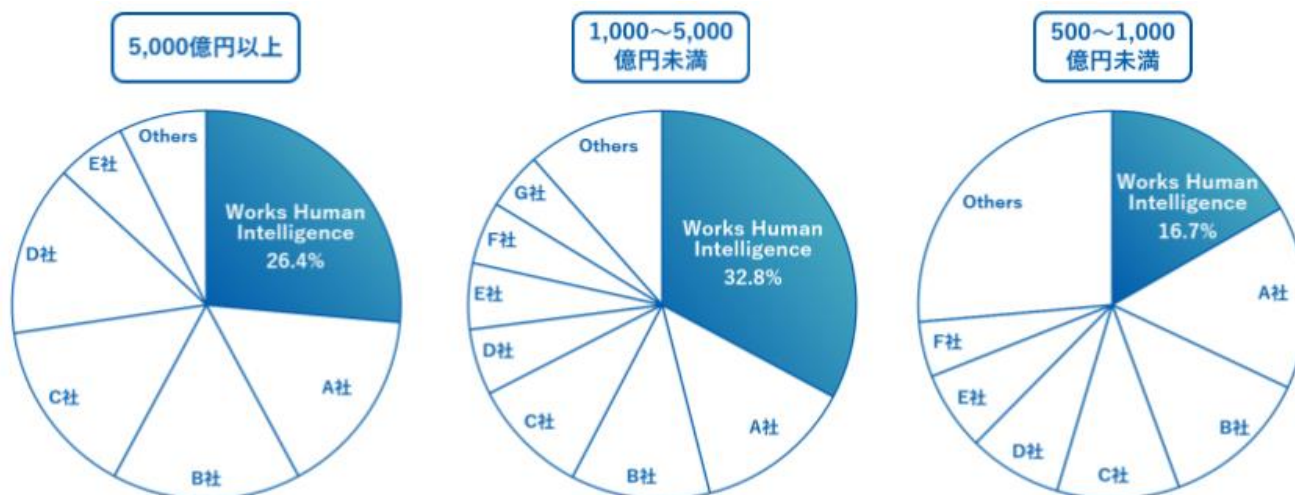 5,000億円以上
Others
E社
D社
C社
B社
A社
Works Human
Intelligence
26.4%
1,000～5,000
億円未満
Others
G社
F社
E社
D社
C社
B社
A社
Works Human
Intelligence
32.8%
500～1,000
億円未満
Others
F社
E社
D社
C社
B社
A社
Works Human
Intelligence
16.7%